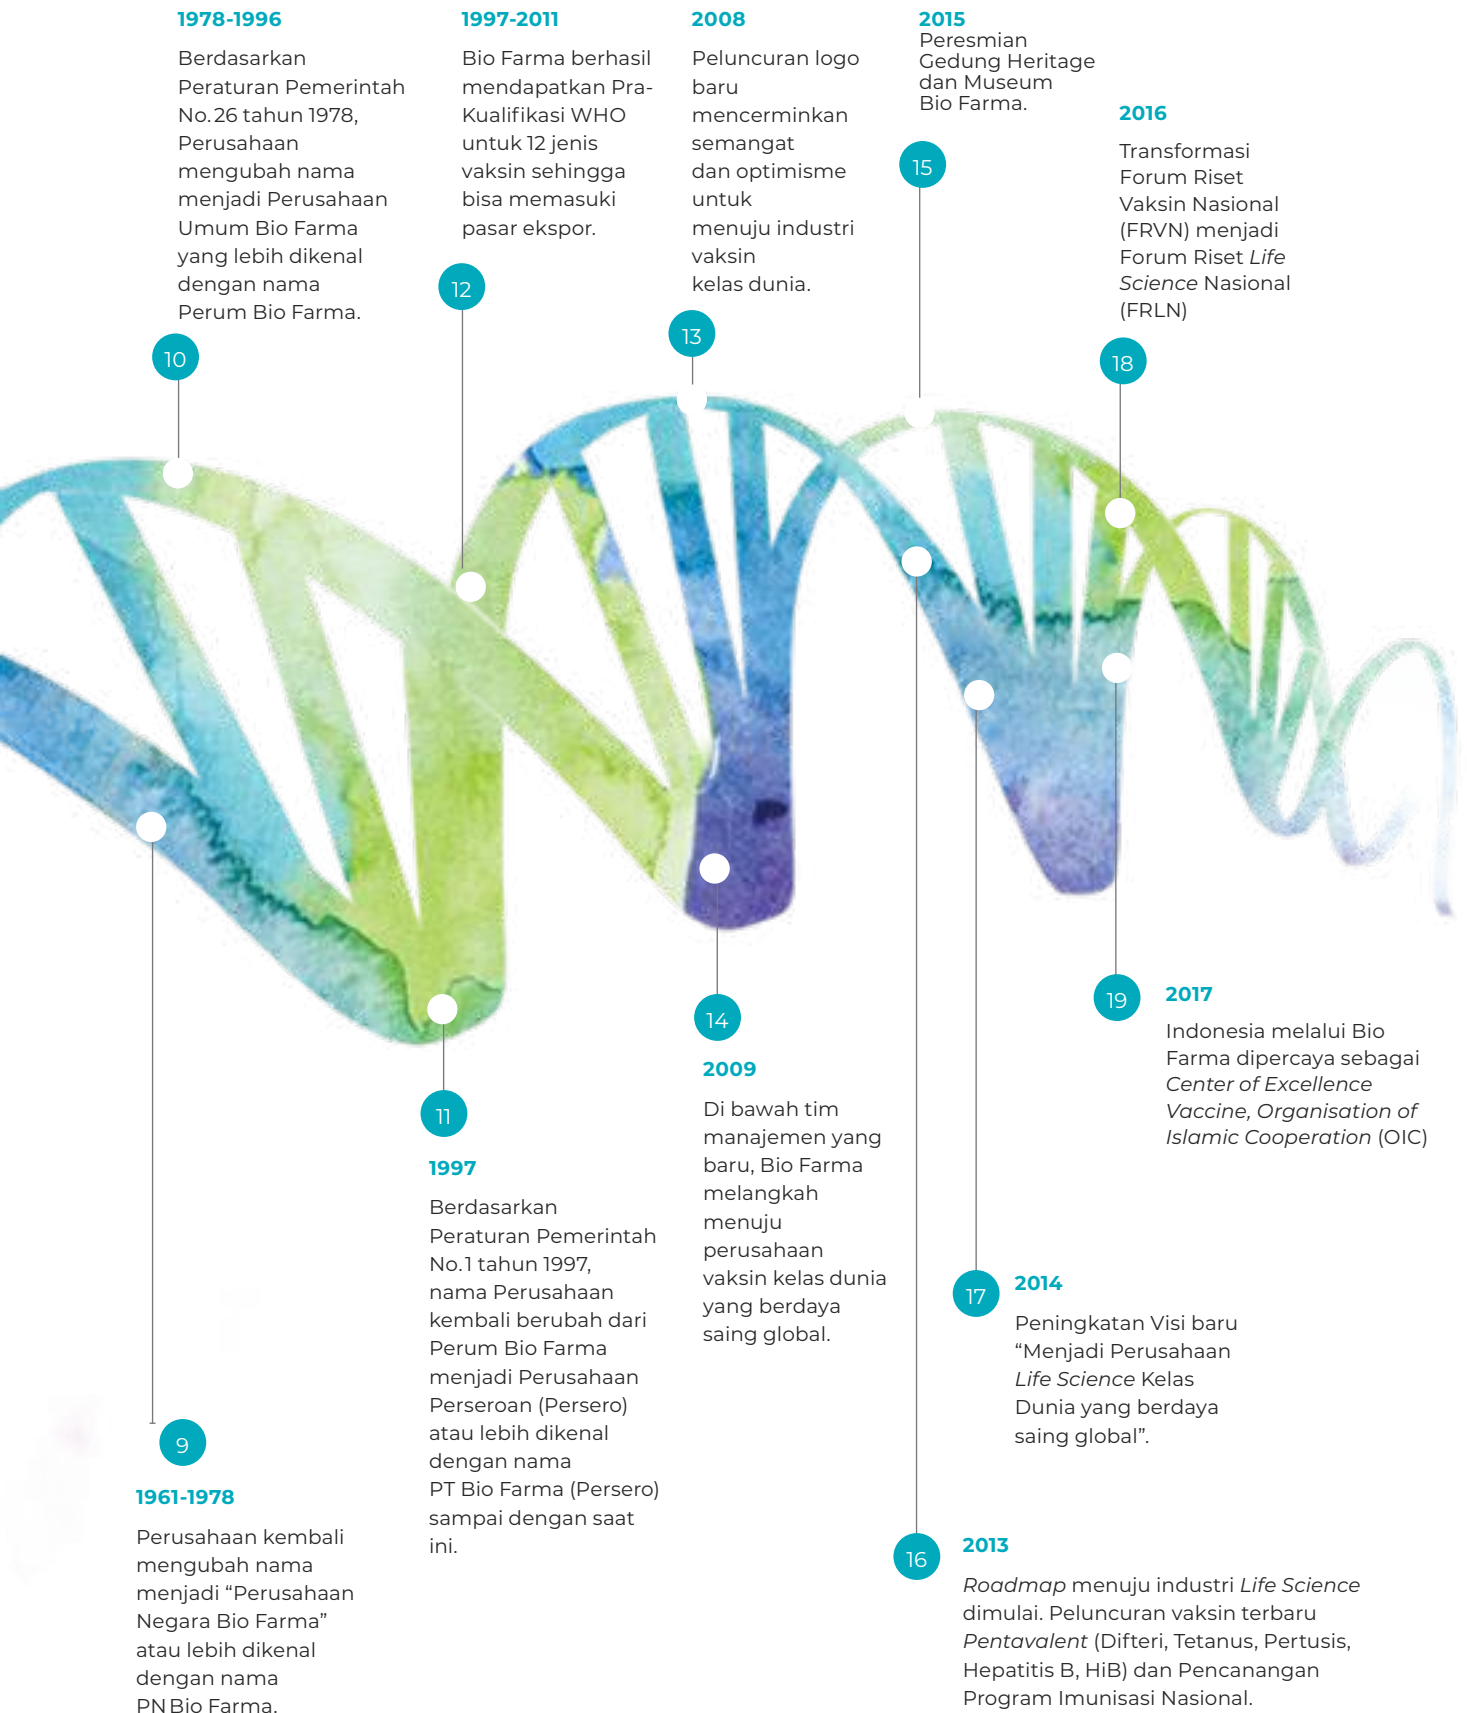 1978-1996
Berdasarkan
Peraturan Pemerintah
No. 26 tahun 1978,
Perusahaan
mengubah nama
menjadi Perusahaan
Umum Bio Farma
yang lebih dikenal
dengan nama
Perum Bio Farma.
10
1997-2011
Bio Farma berhasil
mendapatkan Pra-
Kualifikasi WHO
untuk 12 jenis
vaksin sehingga
bisa memasuki
pasar ekspor.
12
2008
Peluncuran logo
baru
mencerminkan
semangat
dan optimisme
untuk
menuju industri
vaksin
kelas dunia.
13
2015
Peresmian
Gedung Heritage
dan Museum
Bio Farma.
15
2016
Transformasi
Forum Riset
Vaksin Nasional
(FRVN) menjadi
Forum Riset Life
Science Nasional
(FRLN)
18
9
1961-1978
Perusahaan kembali
mengubah nama
menjadi “Perusahaan
Negara Bio Farma”
atau lebih dikenal
dengan nama
PN Bio Farma.
11
1997
Berdasarkan
Peraturan Pemerintah
No. 1 tahun 1997,
nama Perusahaan
kembali berubah dari
Perum Bio Farma
menjadi Perusahaan
Perseroan (Persero)
atau lebih dikenal
dengan nama
PT Bio Farma (Persero)
sampai dengan saat
ini.
14
2009
Di bawah tim
manajemen yang
baru, Bio Farma
melangkah
menuju
perusahaan
vaksin kelas dunia
yang berdaya
saing global.
19
2017
Indonesia melalui Bio
Farma dipercaya sebagai
Center of Excellence
Vaccine, Organisation of
Islamic Cooperation (OIC)
17
2014
Peningkatan Visi baru
“Menjadi Perusahaan
Life Science Kelas
Dunia yang berdaya
saing global”.
16
2013
Roadmap menuju industri Life Science
dimulai. Peluncuran vaksin terbaru
Pentavalent (Difteri, Tetanus, Pertusis,
Hepatitis B, HiB) dan Pencanangan
Program Imunisasi Nasional.